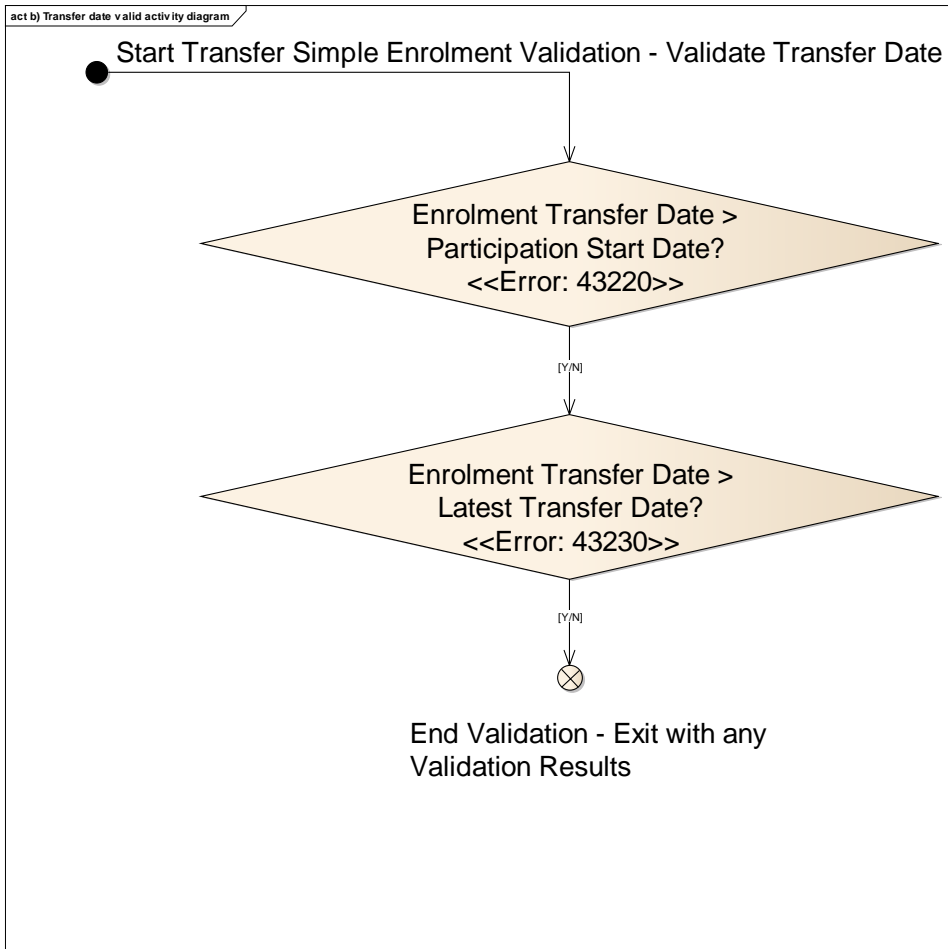 act b) Transfer date valid activity diagram
Start Transfer Simple Enrolment Validation - Validate Transfer Date
Enrolment Transfer Date >
Participation Start Date?
<<Error: 43220>>
[Y/N]
Enrolment Transfer Date >
Latest Transfer Date?
<<Error: 43230>>
[Y/N]
End Validation - Exit with any
Validation Results